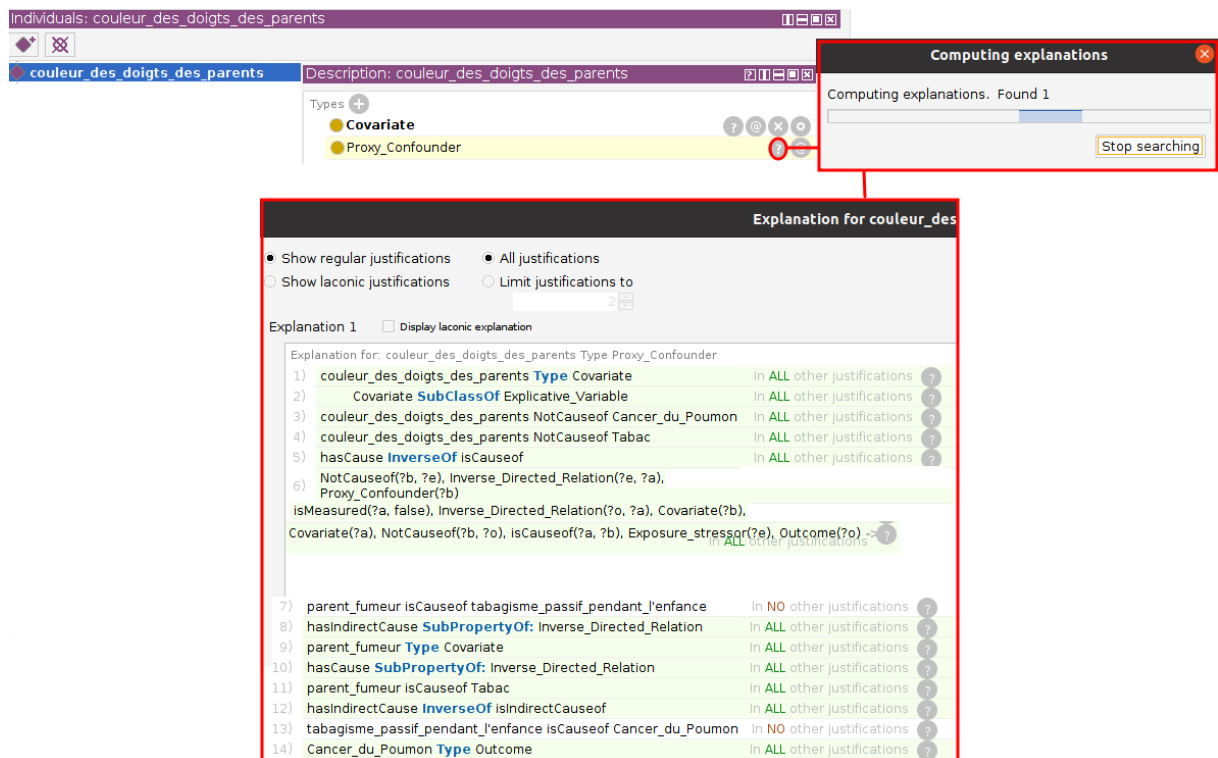 Individuals: couleur_des_doigts_des_parents
couleur_des_doigts_des_parents
Description: couleur_des_doigts_des_parents
Types
Covariate
Proxy_Confounder
Computing explanations
Computing explanations. Found 1
Stop searching
Explanation for couleur_des
Show regular justifications
All justifications
Show laconic justifications
Limit justifications to
2
Explanation 1
Display laconic explanation
Explanation for: couleur_des_doigts_des_parents Type Proxy_Confounder
1) couleur_des_doigts_des_parents Type Covariate In ALL other justifications
2) Covariate SubClassOf Explicative_Variable In ALL other justifications
3) couleur_des_doigts_des_parents NotCauseof Cancer_du_Poumon In ALL other justifications
4) couleur_des_doigts_des_parents NotCauseof Tabac In ALL other justifications
5) hasCause InverseOf isCauseof In ALL other justifications
6) NotCauseof(?b, ?e), Inverse_Directed_Relation(?e, ?a),
Proxy_Confounder(?b)
isMeasured(?a, false), Inverse_Directed_Relation(?o, ?a), Covariate(?b),
Covariate(?a), NotCauseof(?b, ?o), isCauseof(?a, ?b), Exposure_stressor(?e), Outcome(?o) ->
In ALL other justifications
7) parent_fumeur isCauseof tabagisme_passif_pendant_l'enfance In NO other justifications
8) hasIndirectCause SubPropertyOf: Inverse_Directed_Relation In ALL other justifications
9) parent_fumeur Type Covariate In ALL other justifications
10) hasCause SubPropertyOf: Inverse_Directed_Relation In ALL other justifications
11) parent_fumeur isCauseof Tabac In ALL other justifications
12) hasIndirectCause InverseOf isIndirectCauseof In ALL other justifications
13) tabagisme_passif_pendant_l'enfance isCauseof Cancer_du_Poumon In NO other justifications
14) Cancer_du_Poumon Type Outcome In ALL other justifications